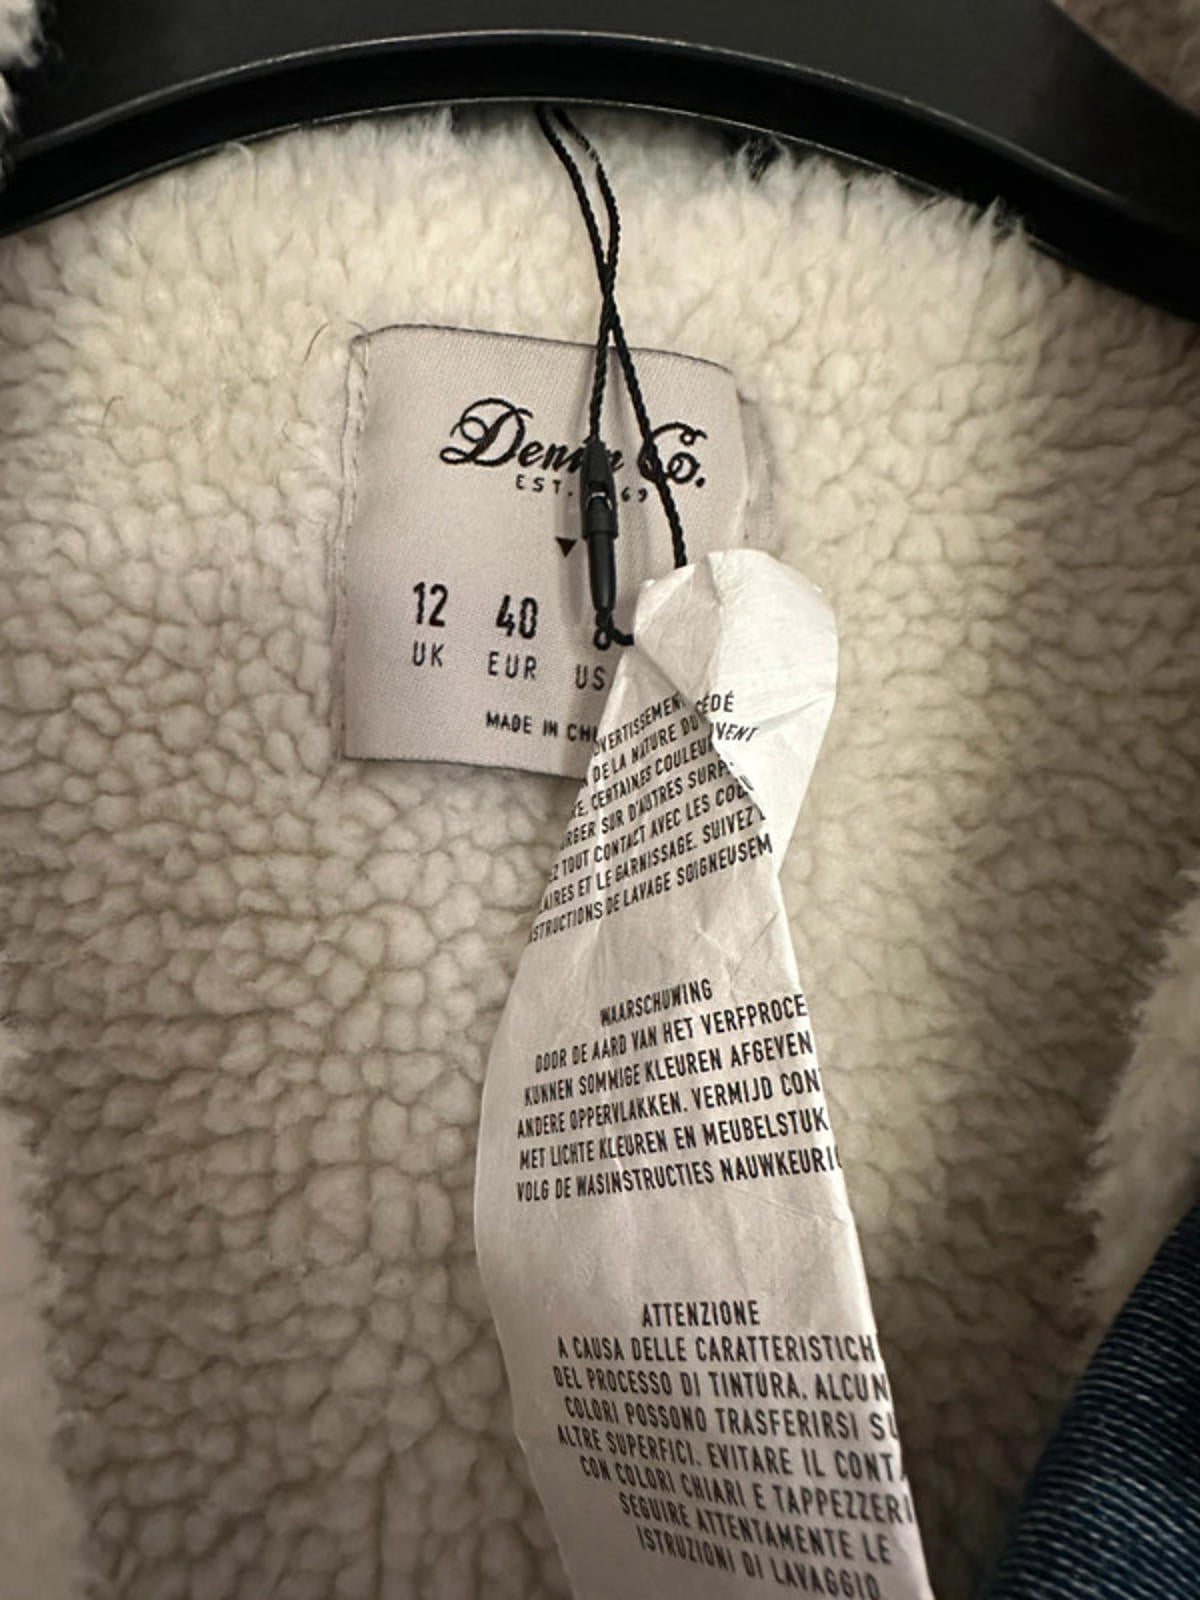 Denim Co.
EST. 69
12 40 8
UK EUR US
MADE IN
DE LA NATURE DU
CERTAINES COULEUR
SUR D'AUTRES
TOUT CONTACT AVEC LES
ET LE GARNISSAGE. SUIVEZ
DE LAVAGE
WAARSCHUWING
DOOR DE AARD VAN HET VERFPROCE
KUNNEN SOMMIGE KLEUREN AFGEVEN
ANDERE OPPERVLAKKEN. VERMIJD CON
MET LICHTE KLEUREN EN MEUBELSTUK
VOLG DE WASINSTRUCTIES NAUWKEURI
ATTENZIONE
A CAUSA DELLE CARATTERISTICH
DEL PROCESSO DI TINTURA, ALCUN
COLORI POSSONO TRASFERIRSI SU
ALTRE SUPERFICI. EVITARE IL CONT
CON COLORI CHIARI E TAPPEZZERI
SEGUIRE ATTENTAMENTE LE
ISTRUZIONI DI LAVAGGIO